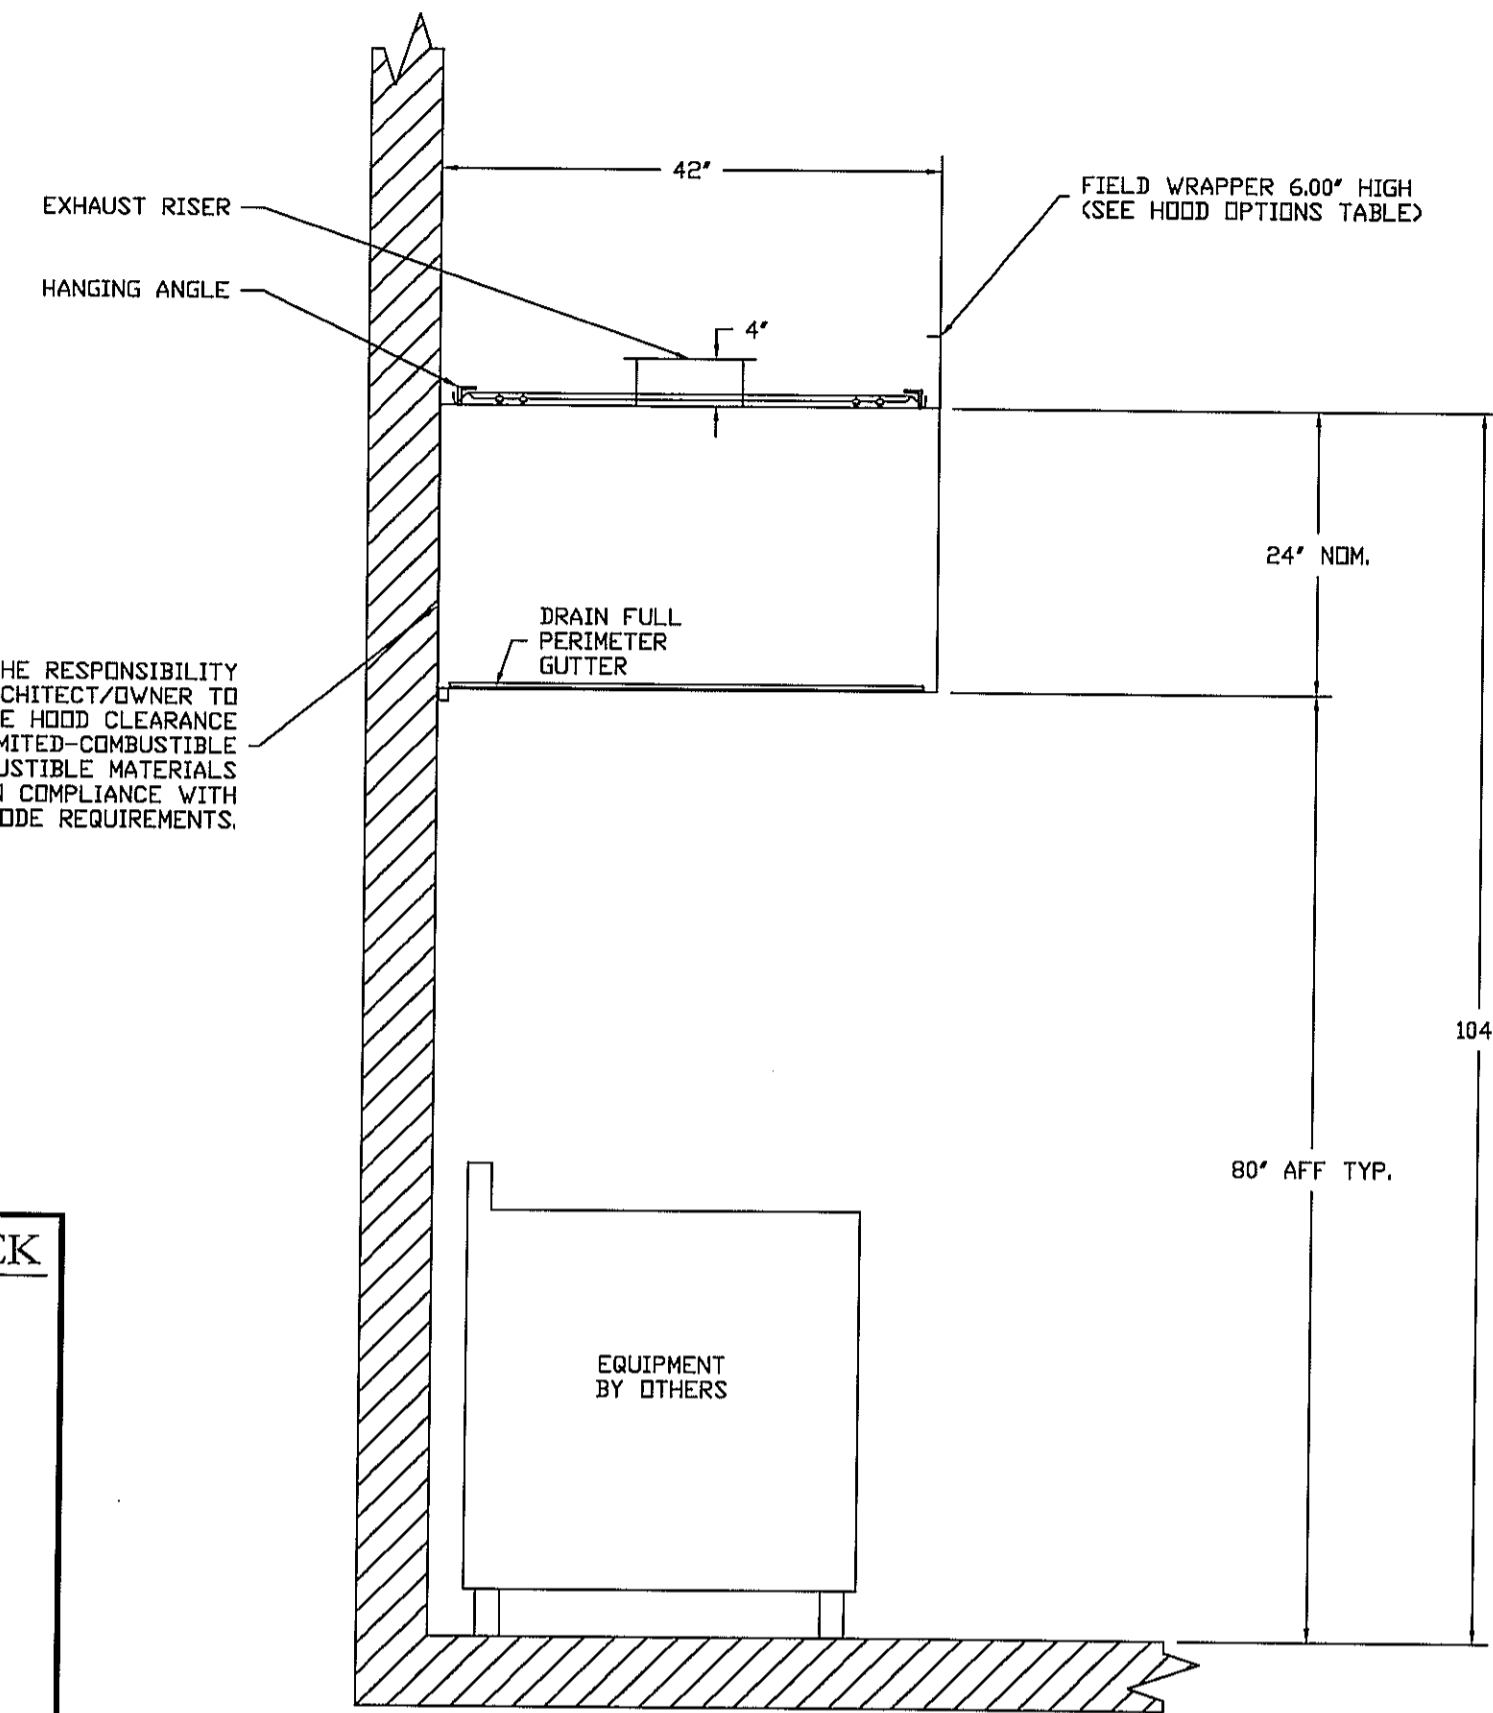 42"
EXHAUST RISER
FIELD WRAPPER 6.00" HIGH
(SEE HOOD OPTIONS TABLE)
HANGING ANGLE
4"
24" NOM.
DRAIN FULL
PERIMETER
GUTTER
HE RESPONSIBILITY
CHITECT/OWNER TO
E HOOD CLEARANCE
MITED-COMBUSTIBLE
USTIBLE MATERIALS
N COMPLIANCE WITH
ODE REQUIREMENTS.
104
80" AFF TYP.
CK
EQUIPMENT
BY OTHERS